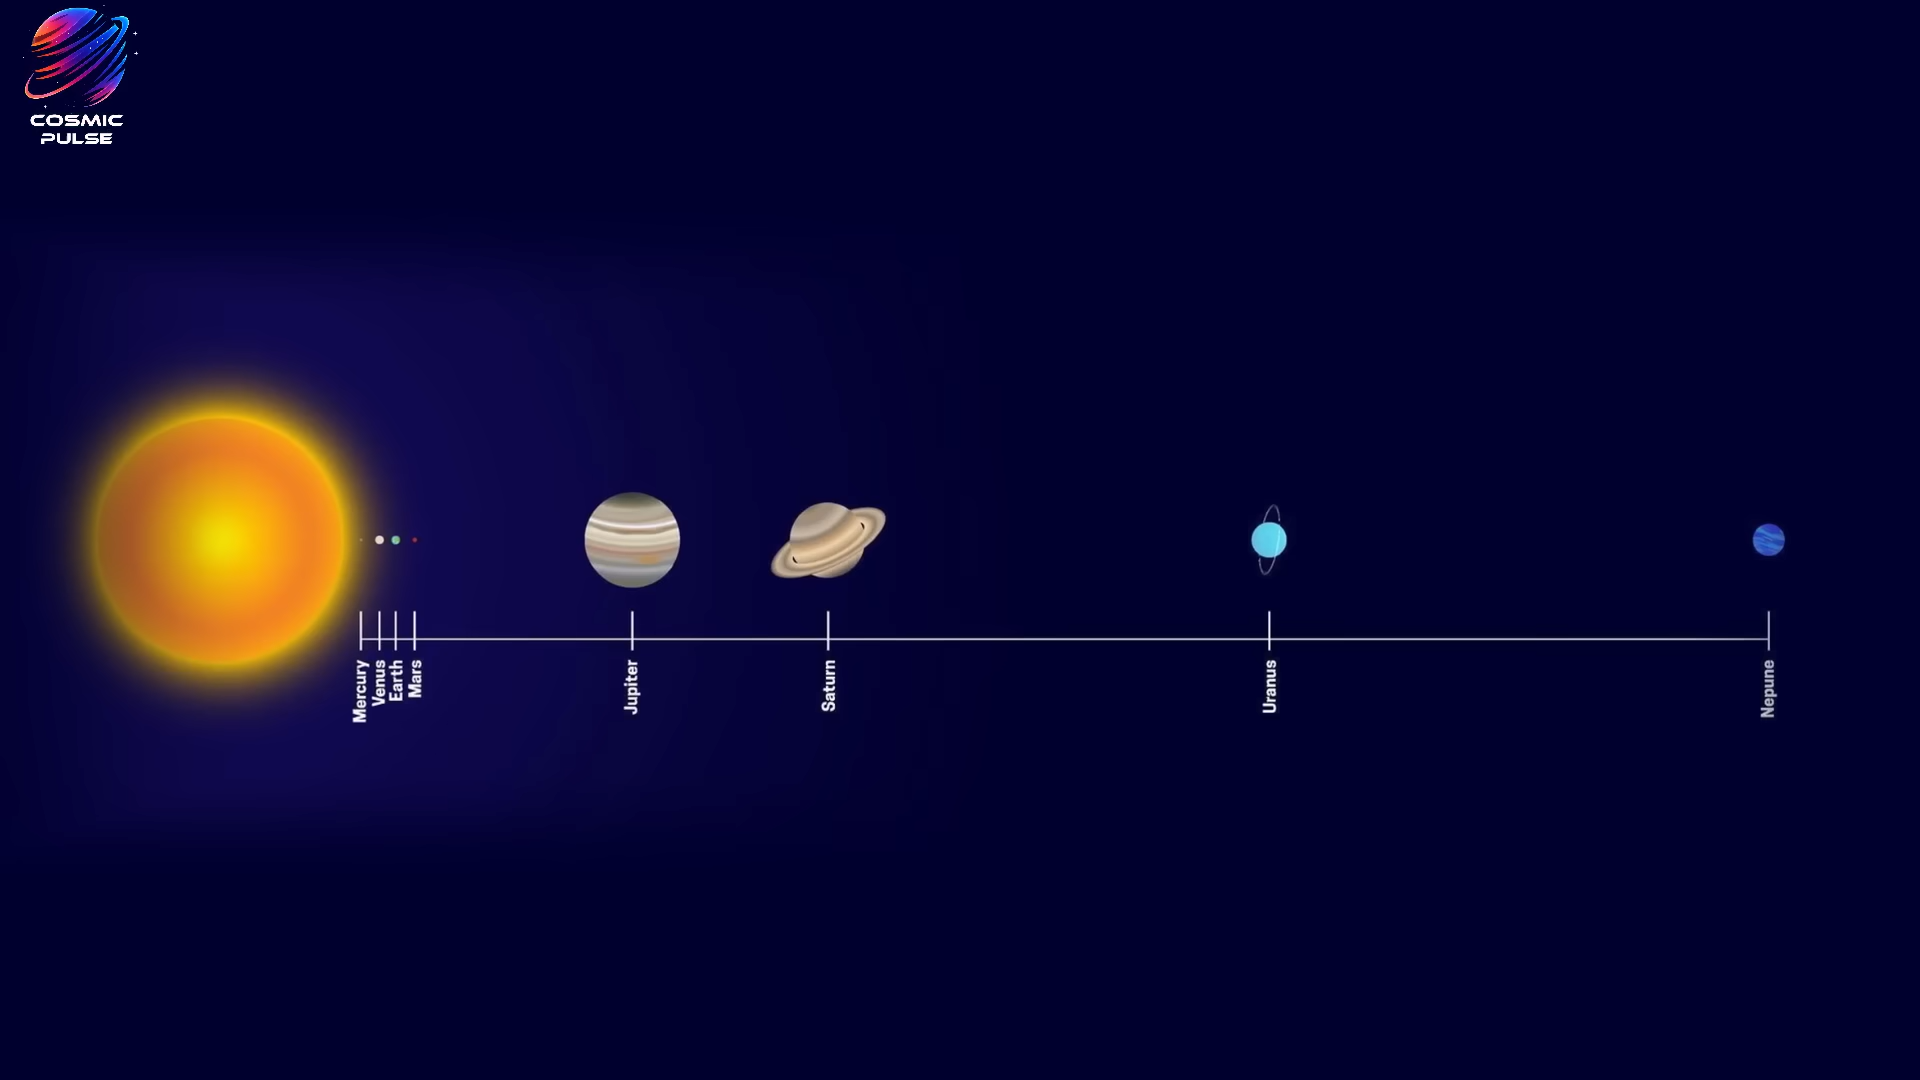 COSMIC
PULSE
Mercury
Venus
Earth
Mars
Jupiter
Saturn
Uranus
Nepune